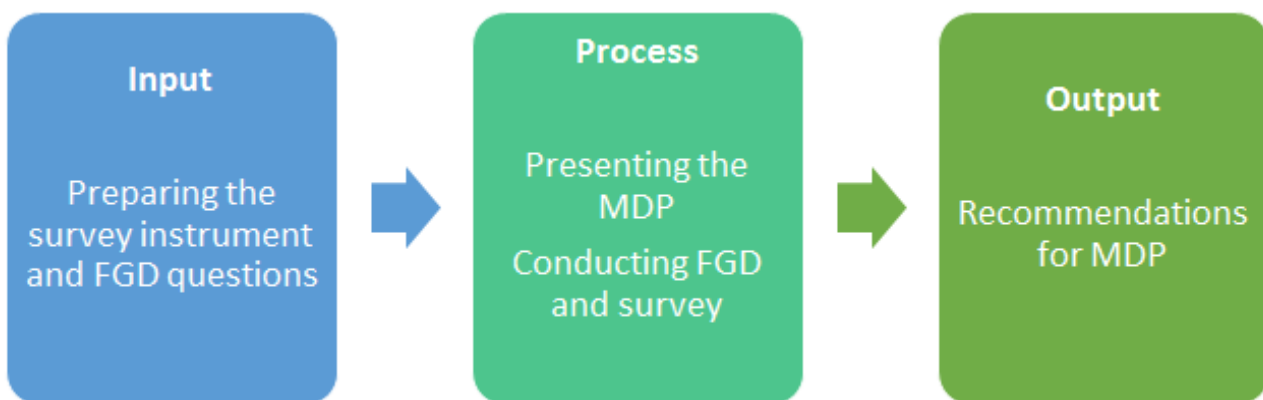 Input
Preparing the
survey instrument
and FGD questions
Process
Presenting the
MDP
Conducting FGD
and survey
Output
Recommendations
for MDP